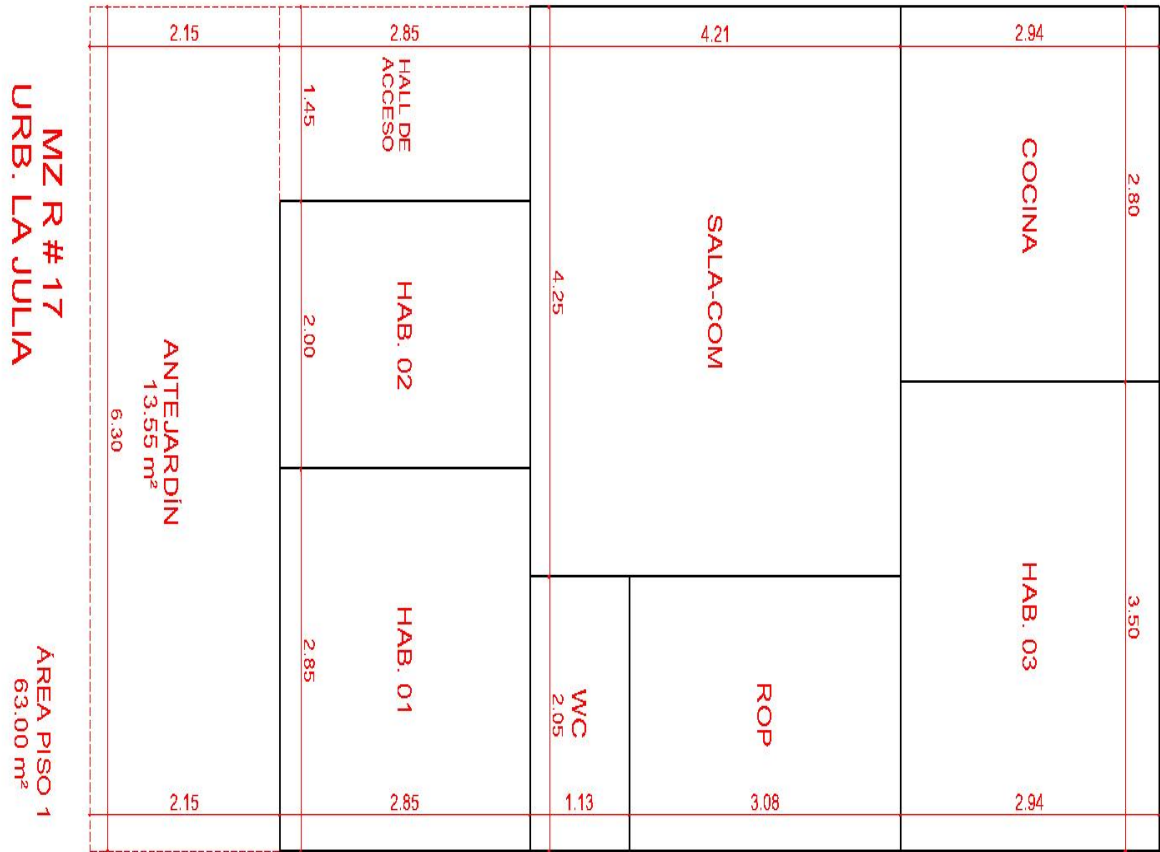 2.15
2.85
4.21
2.94
MZ R # 17
URB. LA JULIA
HALL DE
ACCESO
1.45
COCINA
2.80
SALA-COM
4.25
HAB. 02
2.00
ANTEJARDÍN
13.55 m²
6.30
HAB. 01
2.85
HAB. 03
3.50
WC
2.05
ROP
ÁREA PISO 1
63.00 m²
2.15
2.85
1.13
3.08
2.94